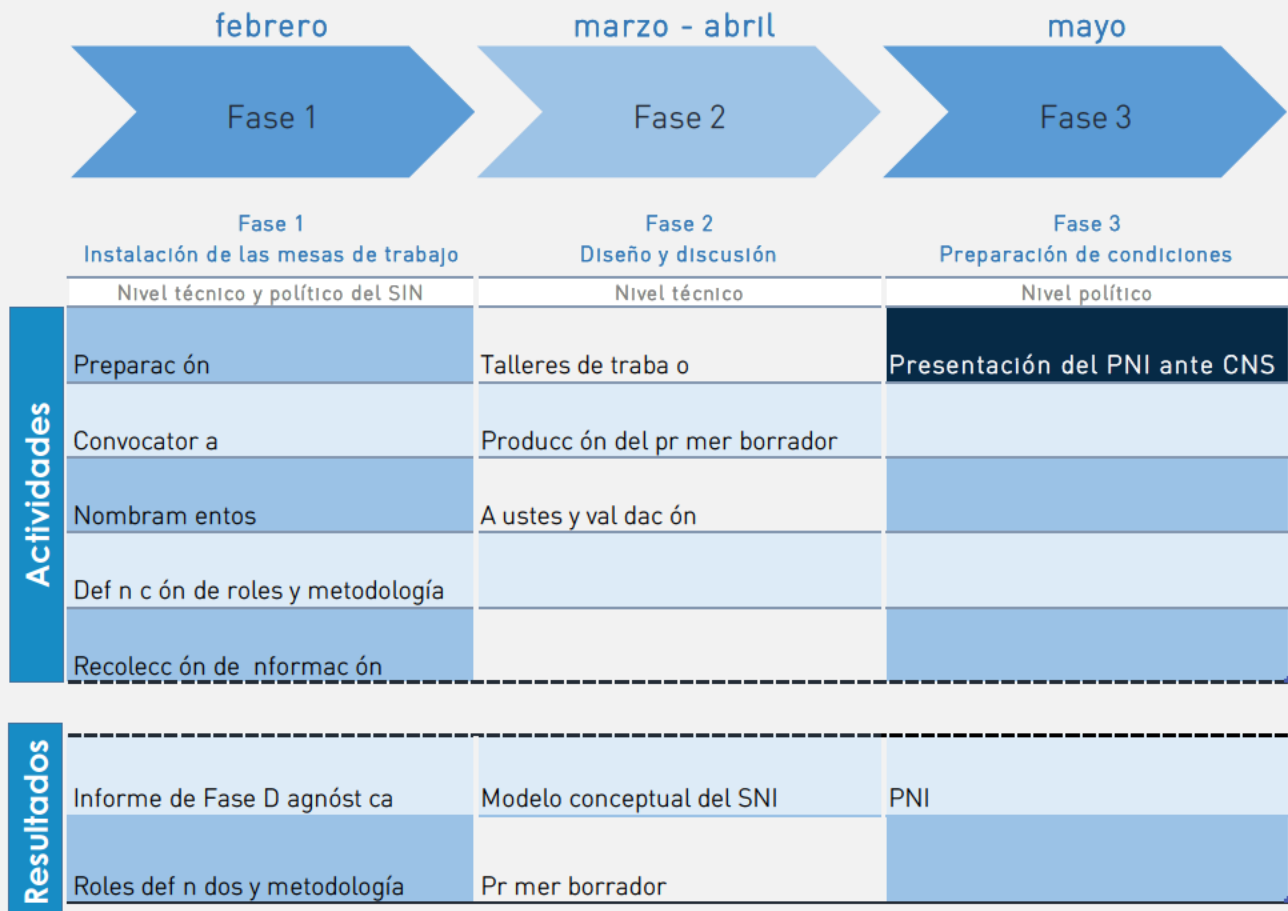 febrero
marzo - abril
mayo
Fase 1
Fase 2
Fase 3
Fase 1
Instalación de las mesas de trabajo
Fase 2
Diseño y discusión
Fase 3
Preparación de condiciones
Nivel técnico y político del SIN
Nivel técnico
Nivel político
Actividades
Preparac ón
Talleres de traba o
Presentación del PNI ante CNS
Convocator a
Producc ón del pr mer borrador
Nombram entos
A ustes y val dac ón
Def n c ón de roles y metodología
Recolecc ón de nformac ón
Resultados
Informe de Fase D agnóst ca
Modelo conceptual del SNI
PNI
Roles def n dos y metodología
Pr mer borrador